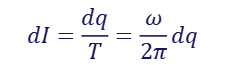 dI = dq/T = ω/2π dq